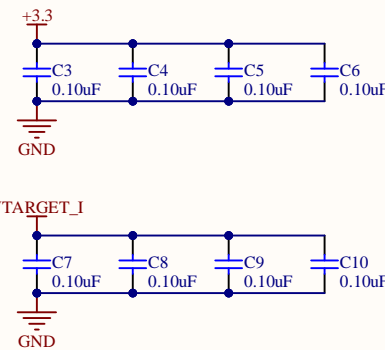 +3.3
C3 C4 C5 C6
0.10uF 0.10uF 0.10uF 0.10uF
GND
TARGET_I
C7 C8 C9 C10
0.10uF 0.10uF 0.10uF 0.10uF
GND